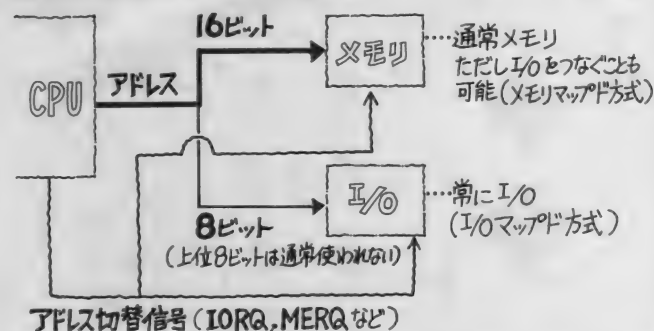 16ビット
CPU
アドレス
メモリ
……通常メモリ
ただしI/Oをつなぐことも
可能(メモリマップド方式)
I/O
……常にI/O
(I/Oマップド方式)
8ビット
(上位8ビットは通常使われない)
アドレス切替信号(IORQ,MERQなど)